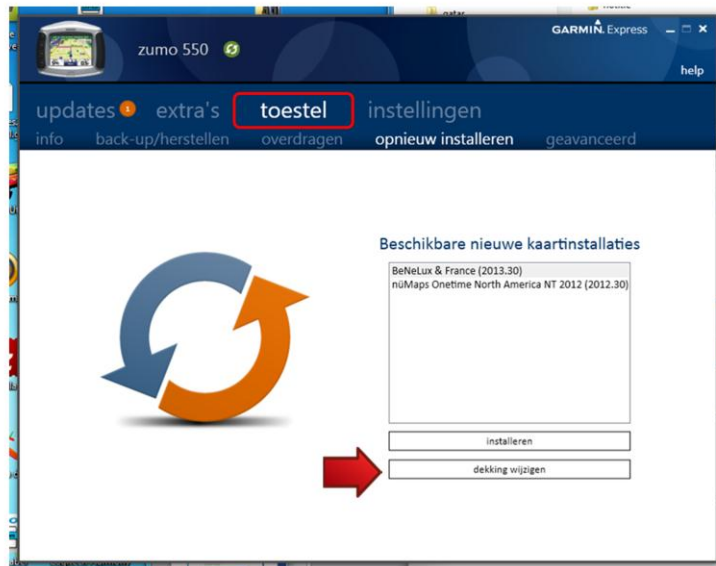 qatar
zumo 550
GARMIN. Express
help
updates 1 extra's toestel instellingen
info back-up/herstellen overdragen opnieuw installeren geavanceerd
Beschikbare nieuwe kaartinstallaties
BeNeLux & France (2013.30)
nüMaps Onetime North America NT 2012 (2012.30)
installeren
dekking wijzigen